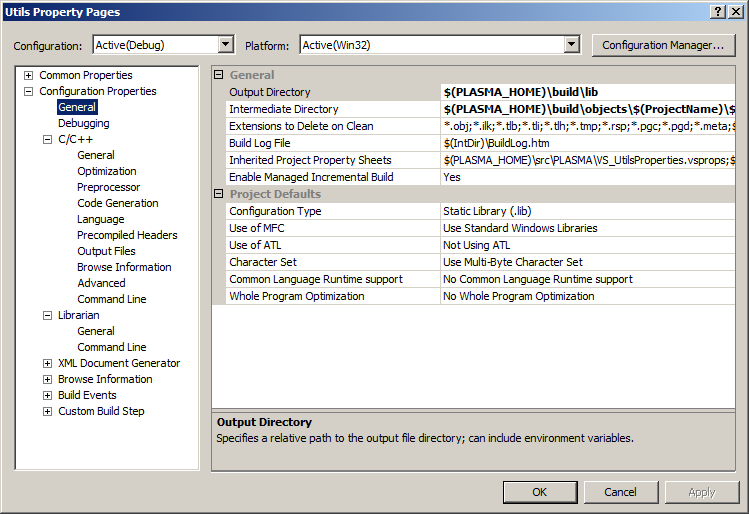 Utils Property Pages
Configuration: Active(Debug) Platform: Active(Win32) Configuration Manager...
Common Properties
Configuration Properties
General
Debugging
C/C++
General
Optimization
Preprocessor
Code Generation
Language
Precompiled Headers
Output Files
Browse Information
Advanced
Command Line
Librarian
General
Command Line
XML Document Generator
Browse Information
Build Events
Custom Build Step
General
Output Directory $(PLASMA_HOME)\build\lib
Intermediate Directory $(PLASMA_HOME)\build\objects\$(ProjectName)\$
Extensions to Delete on Clean *.obj;*.ilk;*.tlb;*.tli;*.tlh;*.tmp;*.rsp;*.pgc;*.pgd;*.meta;$
Build Log File $(IntDir)\BuildLog.htm
Inherited Project Property Sheets $(PLASMA_HOME)\src\PLASMA\VS_UtilsProperties.vsprops;$
Enable Managed Incremental Build Yes
Project Defaults
Configuration Type Static Library (.lib)
Use of MFC Use Standard Windows Libraries
Use of ATL Not Using ATL
Character Set Use Multi-Byte Character Set
Common Language Runtime support No Common Language Runtime support
Whole Program Optimization No Whole Program Optimization
Output Directory
Specifies a relative path to the output file directory; can include environment variables.
OK Cancel Apply